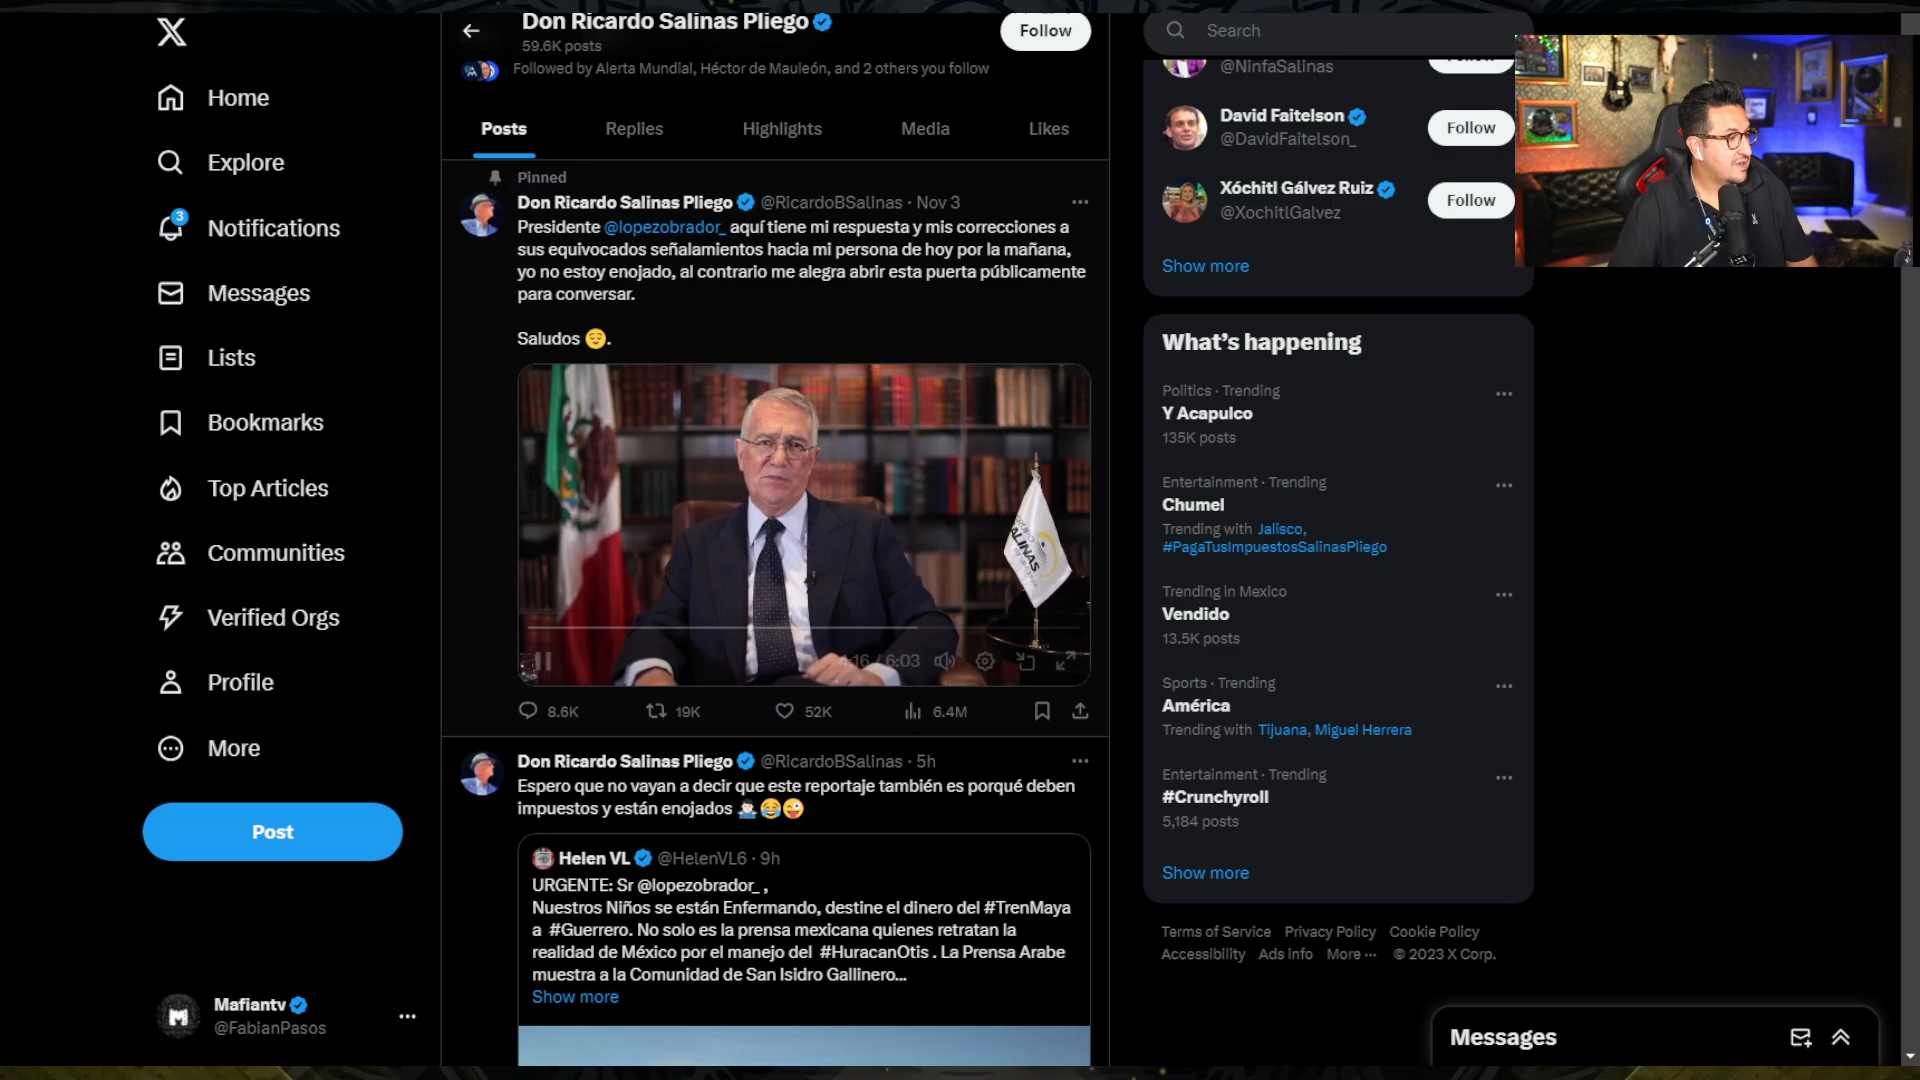 Home
Explore
3
Notifications
Messages
Lists
Bookmarks
Top Articles
Communities
Verified Orgs
Profile
More
Post
Mafiantv
@FabianPasos
Don Ricardo Salinas Pliego
59.6K posts
Follow
Followed by Alerta Mundial, Héctor de Mauleón, and 2 others you follow
Posts Replies Highlights Media Likes
Pinned
Don Ricardo Salinas Pliego @RicardoBSalinas · Nov 3
Presidente @lopezobrador_ aquí tiene mi respuesta y mis correcciones a
sus equivocados señalamientos hacia mi persona de hoy por la mañana,
yo no estoy enojado, al contrario me alegra abrir esta puerta públicamente
para conversar.
Saludos 😌.
4:16 / 6:03
8.6K 19K 52K 6.4M
Don Ricardo Salinas Pliego @RicardoBSalinas · 5h
Espero que no vayan a decir que este reportaje también es porqué deben
impuestos y están enojados 🤷🏻‍♂️😂😜
Helen VL @HelenVL6 · 9h
URGENTE: Sr @lopezobrador_ ,
Nuestros Niños se están Enfermando, destine el dinero del #TrenMaya
a #Guerrero. No solo es la prensa mexicana quienes retratan la
realidad de México por el manejo del #HuracanOtis . La Prensa Arabe
muestra a la Comunidad de San Isidro Gallinero...
Show more
Search
@NinfaSalinas
David Faitelson
@DavidFaitelson_
Follow
Xóchitl Gálvez Ruiz
@XochitlGalvez
Follow
Show more
What's happening
Politics · Trending
Y Acapulco
135K posts
Entertainment · Trending
Chumel
Trending with Jalisco,
#PagaTusImpuestosSalinasPliego
Trending in Mexico
Vendido
13.5K posts
Sports · Trending
América
Trending with Tijuana, Miguel Herrera
Entertainment · Trending
#Crunchyroll
5,184 posts
Show more
Terms of Service Privacy Policy Cookie Policy
Accessibility Ads info More ··· © 2023 X Corp.
Messages